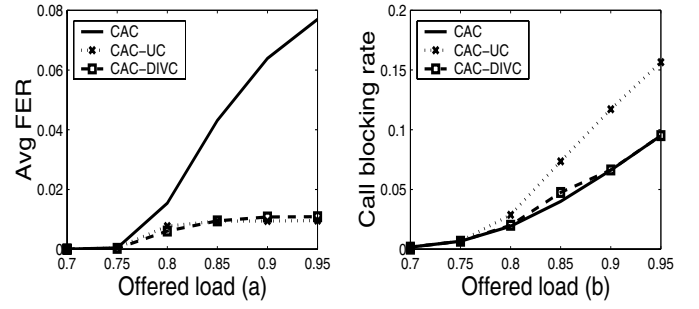 0.08
0.06
0.04
0.02
0
Avg FER
CAC
CAC-UC
CAC-DIVC
0.7 0.75 0.8 0.85 0.9 0.95
Offered load (a)
0.2
0.15
0.1
0.05
0
Call blocking rate
CAC
CAC-UC
CAC-DIVC
0.7 0.75 0.8 0.85 0.9 0.95
Offered load (b)